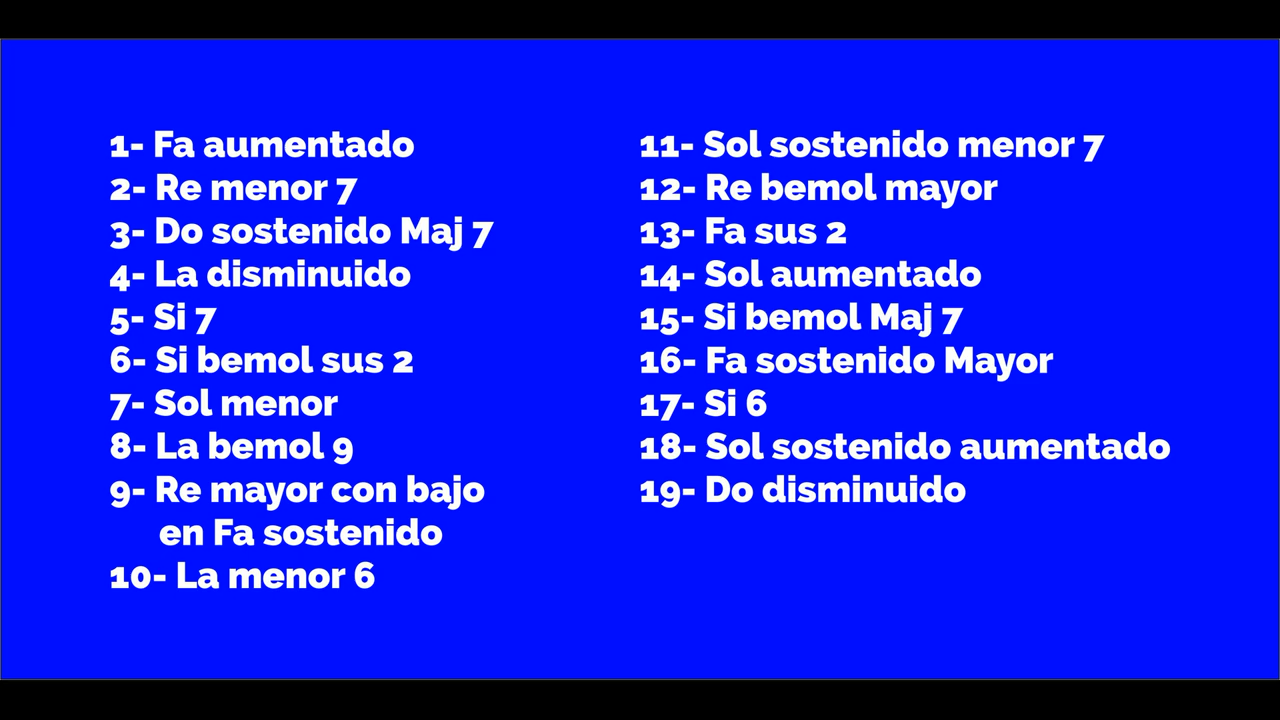 1- Fa aumentado
2- Re menor 7
3- Do sostenido Maj 7
4- La disminuido
5- Si 7
6- Si bemol sus 2
7- Sol menor
8- La bemol 9
9- Re mayor con bajo
en Fa sostenido
10- La menor 6
11- Sol sostenido menor 7
12- Re bemol mayor
13- Fa sus 2
14- Sol aumentado
15- Si bemol Maj 7
16- Fa sostenido Mayor
17- Si 6
18- Sol sostenido aumentado
19- Do disminuido